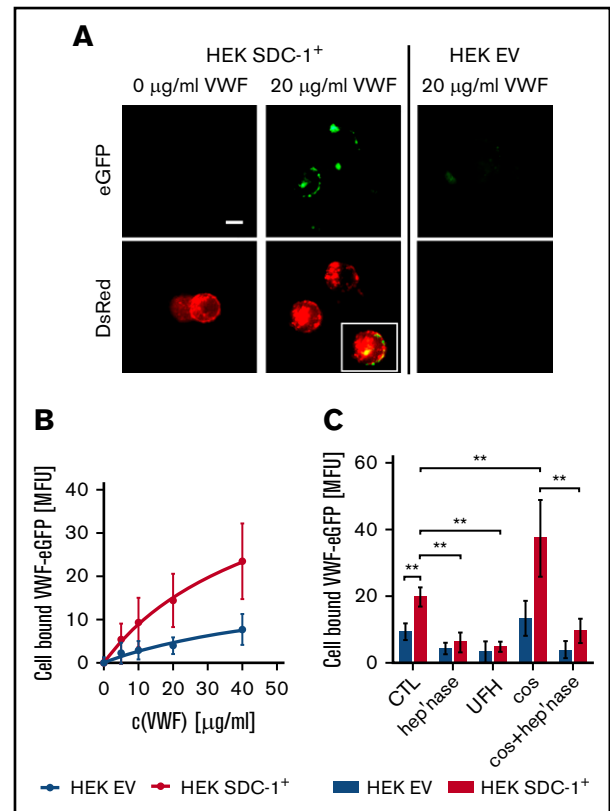 A
HEK SDC-1⁺
HEK EV
0 μg/ml VWF
20 μg/ml VWF
20 μg/ml VWF
eGFP
DsRed
B
Cell bound VWF-eGFP [MFU]
40
30
20
10
0
0
10
20
30
40
c(VWF) [μg/ml]
HEK EV
HEK SDC-1⁺
C
Cell bound VWF-eGFP [MFU]
60
40
20
0
**
**
**
**
**
CTL
hep'nase
UFH
cos
cos+hep'nase
HEK EV
HEK SDC-1⁺